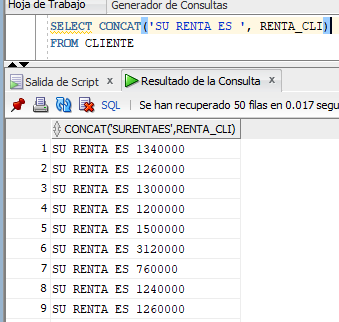 Hoja de Trabajo Generador de Consultas
SELECT CONCAT('SU RENTA ES ', RENTA_CLI)
FROM CLIENTE
Salida de Script x Resultado de la Consulta x
SQL | Se han recuperado 50 filas en 0.017 segu
CONCAT('SURENTAES',RENTA_CLI)
1 SU RENTA ES 1340000
2 SU RENTA ES 1260000
3 SU RENTA ES 1300000
4 SU RENTA ES 1200000
5 SU RENTA ES 1500000
6 SU RENTA ES 3120000
7 SU RENTA ES 760000
8 SU RENTA ES 1240000
9 SU RENTA ES 1260000